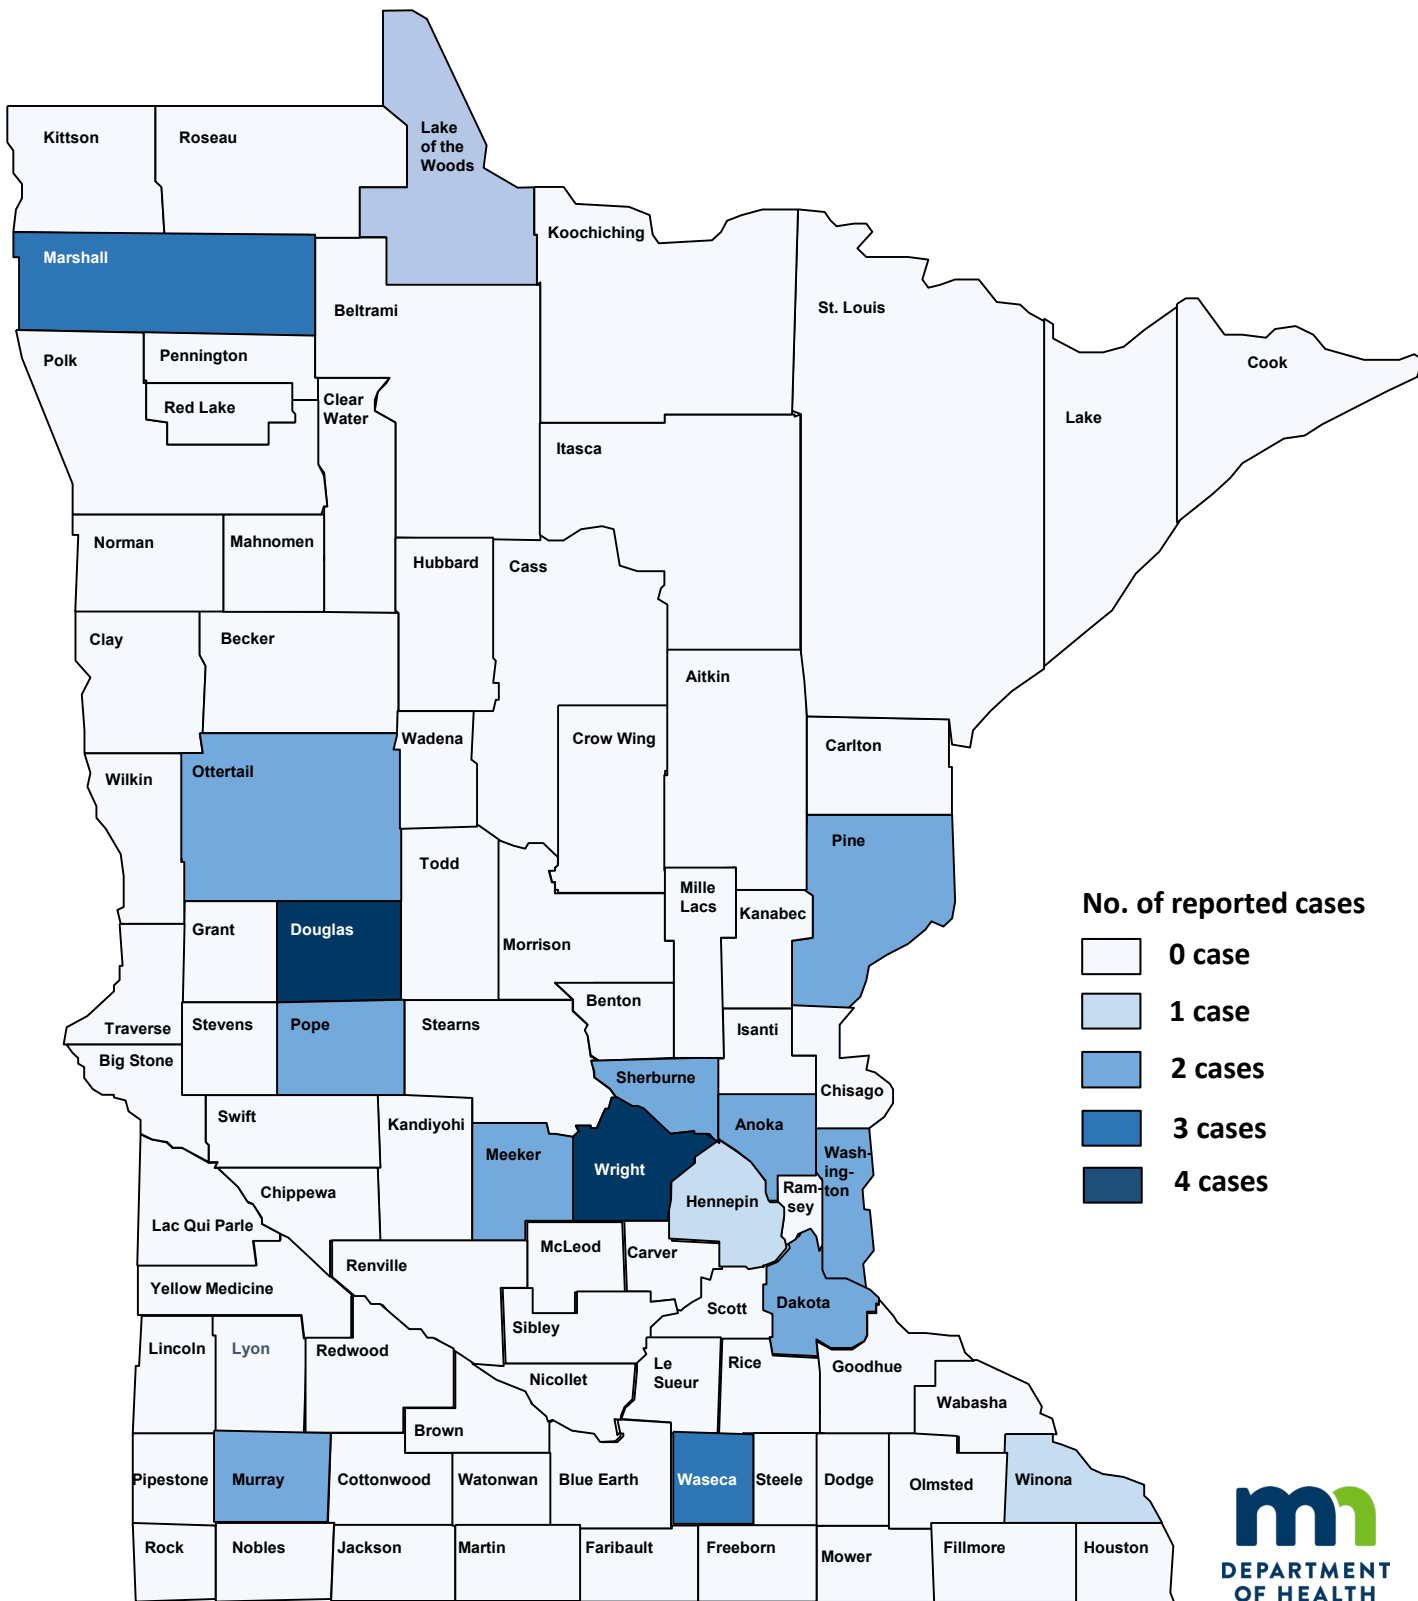 Lake
of the
Woods
Kittson
Roseau
Koochiching
Marshall
Beltrami
St. Louis
Polk
Pennington
Cook
Red Lake
Clear
Water
Lake
Itasca
Norman
Mahnomen
Hubbard
Cass
Clay
Becker
Aitkin
Wadena
Crow Wing
Carlton
Wilkin
Ottertail
Todd
Pine
Mille
Lacs
Kanabec
Grant
Douglas
Morrison
Benton
Traverse
Stevens
Pope
Stearns
Isanti
Big Stone
Sherburne
Chisago
Swift
Kandiyohi
Anoka
Meeker
Wright
Wash-
ing-
ton
Chippewa
Hennepin
Ram-
sey
Lac Qui Parle
McLeod
Carver
Renville
Yellow Medicine
Scott
Dakota
Sibley
Lincoln
Lyon
Redwood
Nicollet
Le
Sueur
Rice
Goodhue
Wabasha
Brown
Pipestone
Murray
Cottonwood
Watonwan
Blue Earth
Waseca
Steele
Dodge
Olmsted
Winona
Rock
Nobles
Jackson
Martin
Faribault
Freeborn
Mower
Fillmore
Houston
No. of reported cases
0 case
1 case
2 cases
3 cases
4 cases
mn
DEPARTMENT
OF HEALTH